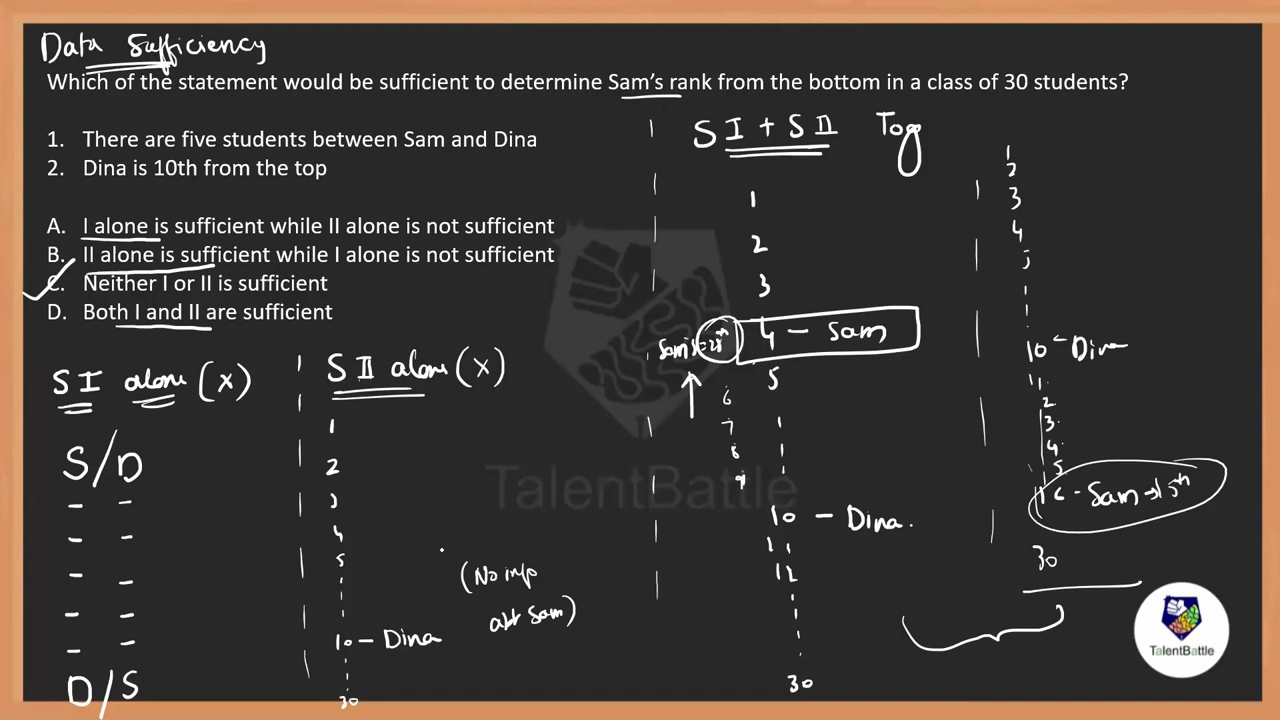 Data Sufficiency
Which of the statement would be sufficient to determine Sam's rank from the bottom in a class of 30 students?
1. There are five students between Sam and Dina
2. Dina is 10th from the top
A. I alone is sufficient while II alone is not sufficient
B. II alone is sufficient while I alone is not sufficient
C. Neither I or II is sufficient
D. Both I and II are sufficient
S I alone (x)
S/D
- -
- -
- -
- -
- -
D/S
S II alone (x)
1
2
3
4
5
10 - Dina
30
(No info
abt Sam)
S I + S II Tog
1
2
3
4 - Sam
5
6
7
8
9
10 - Dina.
11
12
30
1
2
3
4
5
10 ← Dina
11
2
3
4
5
16 - Sam → 15th
30
TalentBattle
TalentBattle